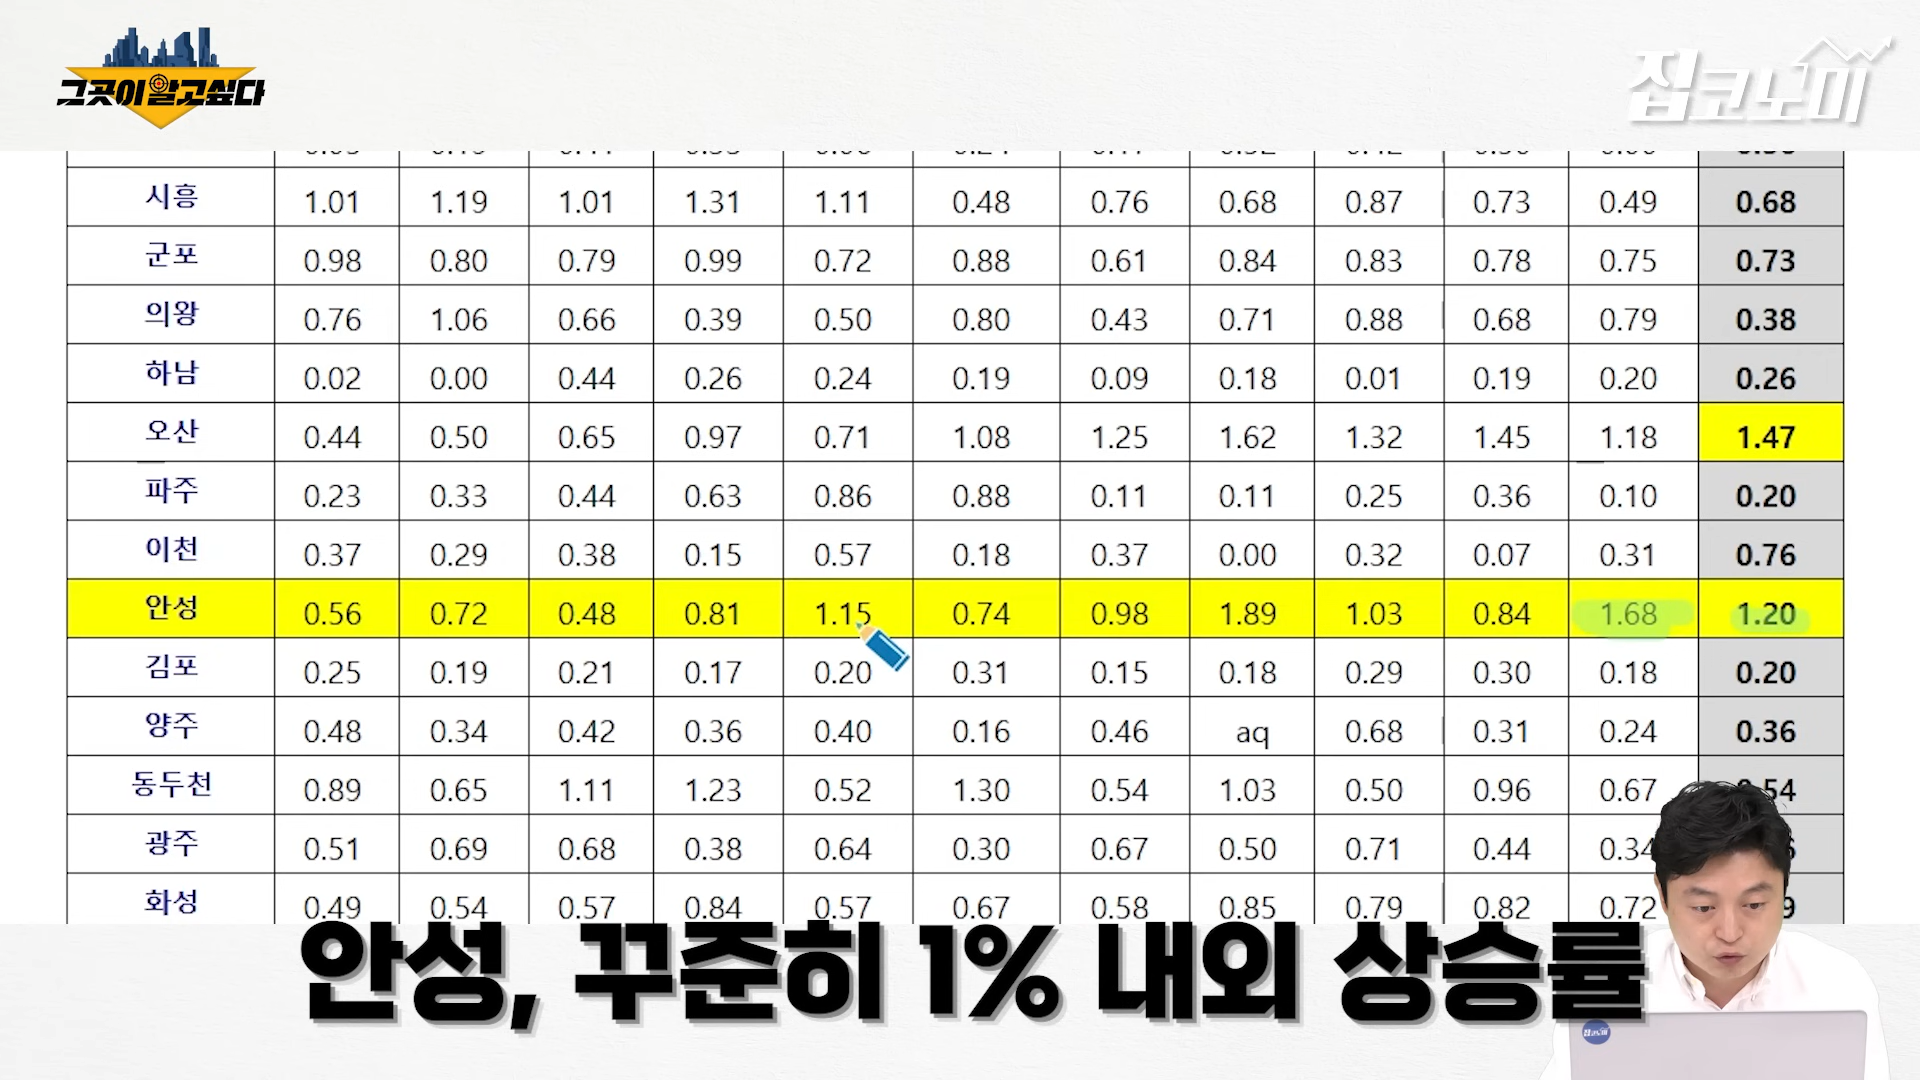 그곳이 알고싶다
집코노미
시흥 1.01 1.19 1.01 1.31 1.11 0.48 0.76 0.68 0.87 0.73 0.49 0.68
군포 0.98 0.80 0.79 0.99 0.72 0.88 0.61 0.84 0.83 0.78 0.75 0.73
의왕 0.76 1.06 0.66 0.39 0.50 0.80 0.43 0.71 0.88 0.68 0.79 0.38
하남 0.02 0.00 0.44 0.26 0.24 0.19 0.09 0.18 0.01 0.19 0.20 0.26
오산 0.44 0.50 0.65 0.97 0.71 1.08 1.25 1.62 1.32 1.45 1.18 1.47
파주 0.23 0.33 0.44 0.63 0.86 0.88 0.11 0.11 0.25 0.36 0.10 0.20
이천 0.37 0.29 0.38 0.15 0.57 0.18 0.37 0.00 0.32 0.07 0.31 0.76
안성 0.56 0.72 0.48 0.81 1.15 0.74 0.98 1.89 1.03 0.84 1.68 1.20
김포 0.25 0.19 0.21 0.17 0.20 0.31 0.15 0.18 0.29 0.30 0.18 0.20
양주 0.48 0.34 0.42 0.36 0.40 0.16 0.46 aq 0.68 0.31 0.24 0.36
동두천 0.89 0.65 1.11 1.23 0.52 1.30 0.54 1.03 0.50 0.96 0.67
광주 0.51 0.69 0.68 0.38 0.64 0.30 0.67 0.50 0.71 0.44 0.34
화성 0.49 0.54 0.57 0.84 0.57 0.67 0.58 0.85 0.79 0.82 0.72
안성, 꾸준히 1% 내외 상승률
집코노미